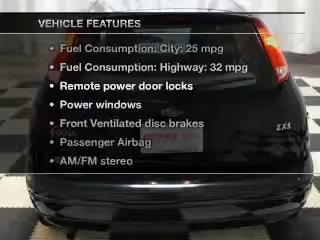 VEHICLE FEATURES
• Fuel Consumption: City: 25 mpg
• Fuel Consumption: Highway: 32 mpg
• Remote power door locks
• Power windows
• Front Ventilated disc brakes
• Passenger Airbag
• AM/FM stereo
ZX3